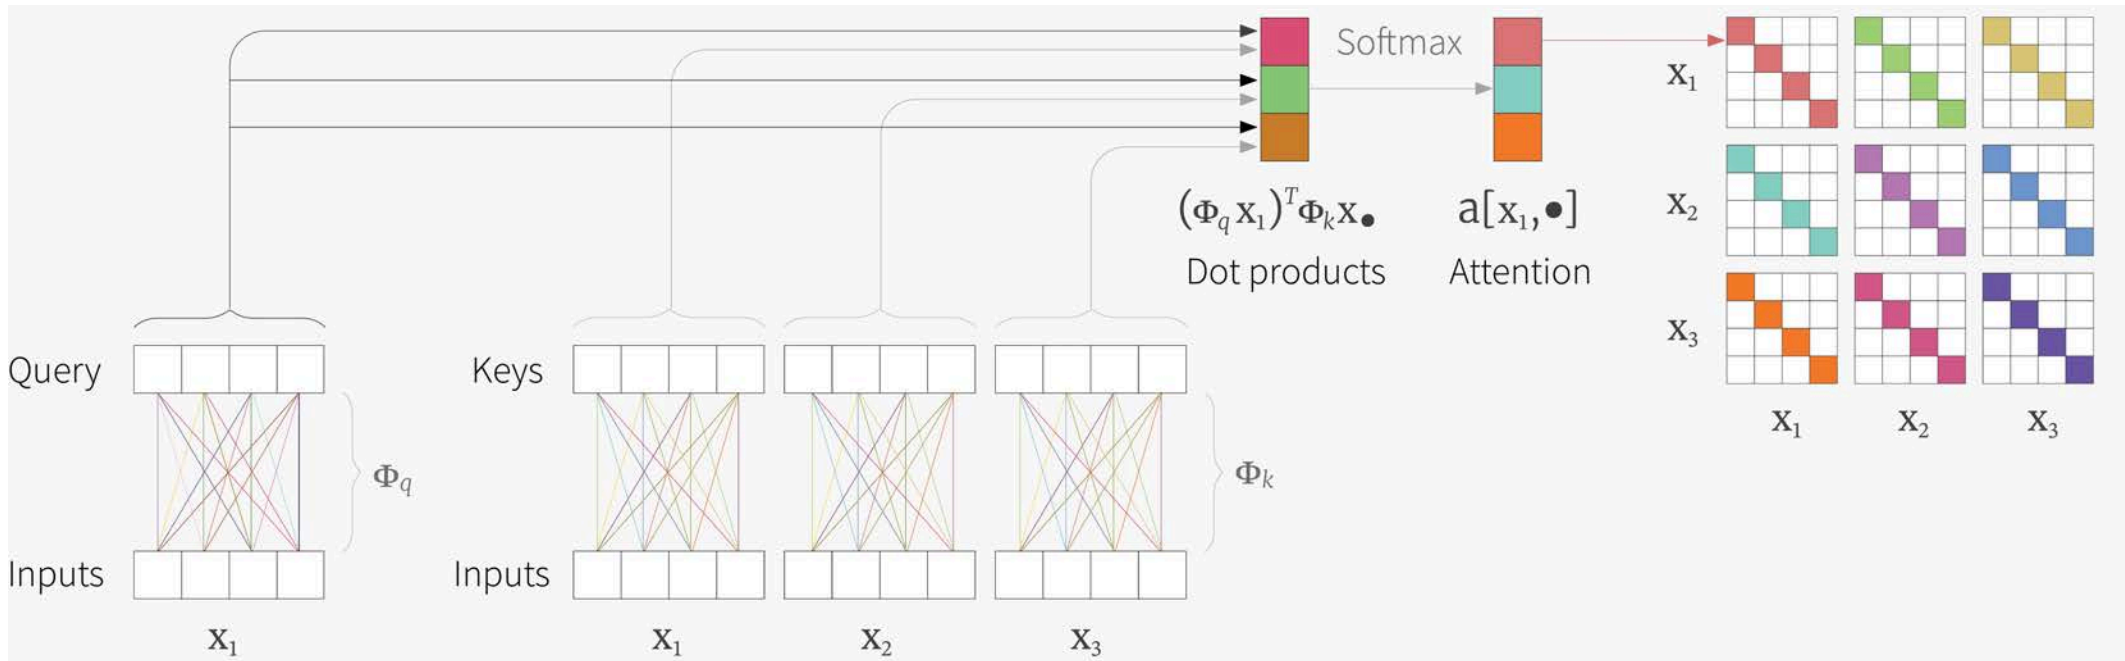 Softmax
x₁
x₂
x₃
(Φ_q x₁)ᵀΦ_k x•
a[x₁,•]
Dot products
Attention
x₁ x₂ x₃
Query
Keys
Φ_q
Φ_k
Inputs
Inputs
x₁
x₁ x₂ x₃